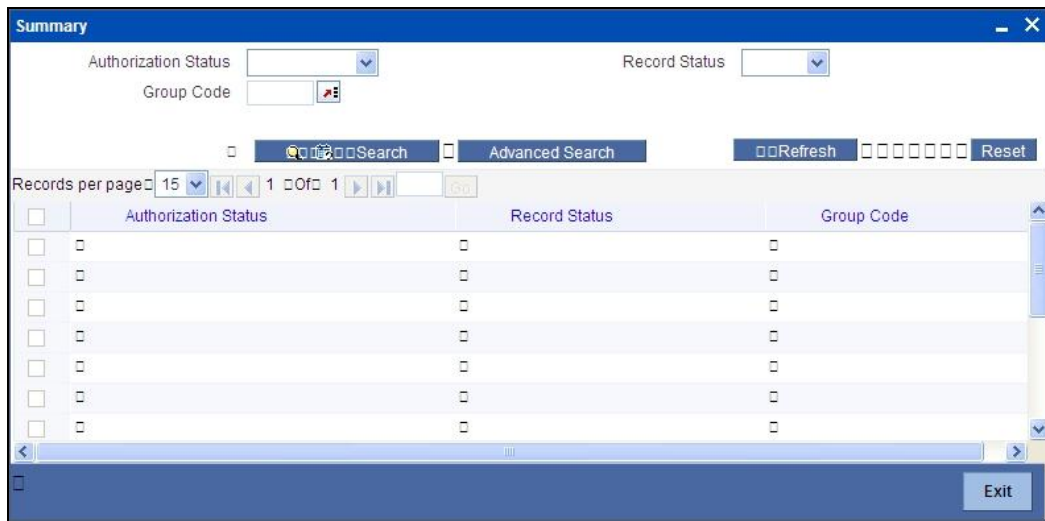 Summary
Authorization Status Record Status
Group Code
Search Advanced Search Refresh Reset
Records per page 15 1 Of 1 Go
Authorization Status Record Status Group Code
Exit